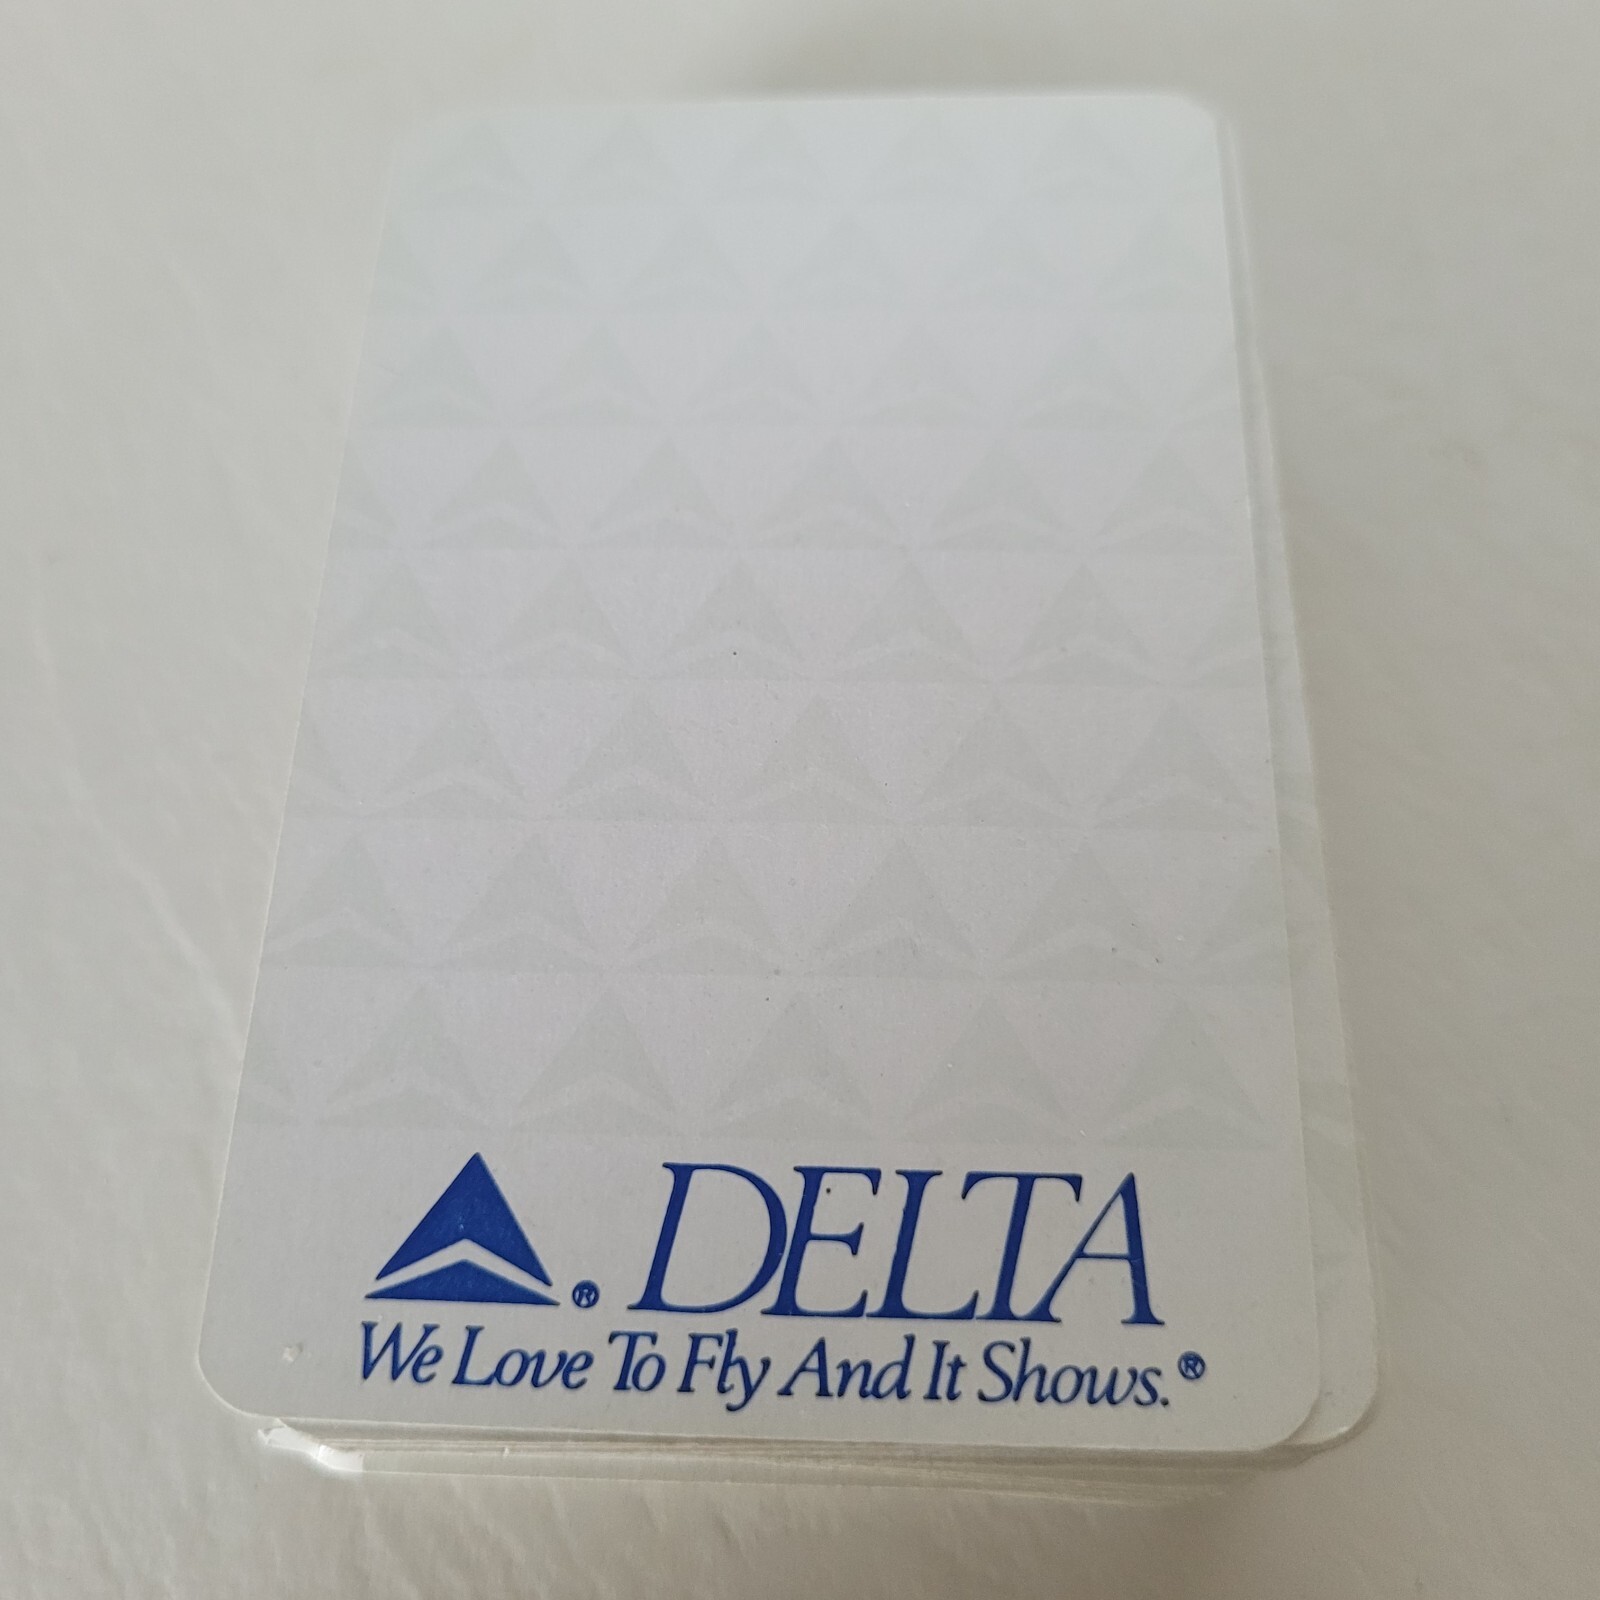 ® DELTA
We Love To Fly And It Shows.®